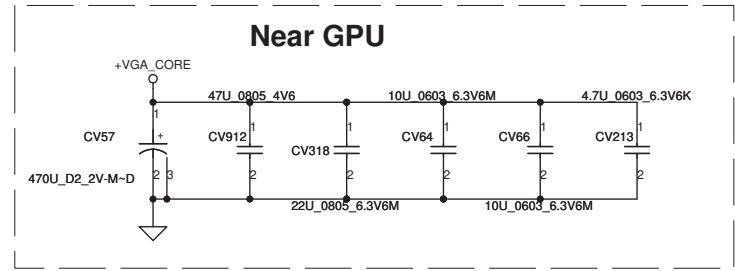 Near GPU
+VGA_CORE
47U_0805_4V6
10U_0603_6.3V6M
4.7U_0603_6.3V6K
1
1
1
1
1
1
CV57
+
CV912
CV318
CV64
CV66
CV213
470U_D2_2V-M~D
2
3
2
2
2
2
2
22U_0805_6.3V6M
10U_0603_6.3V6M